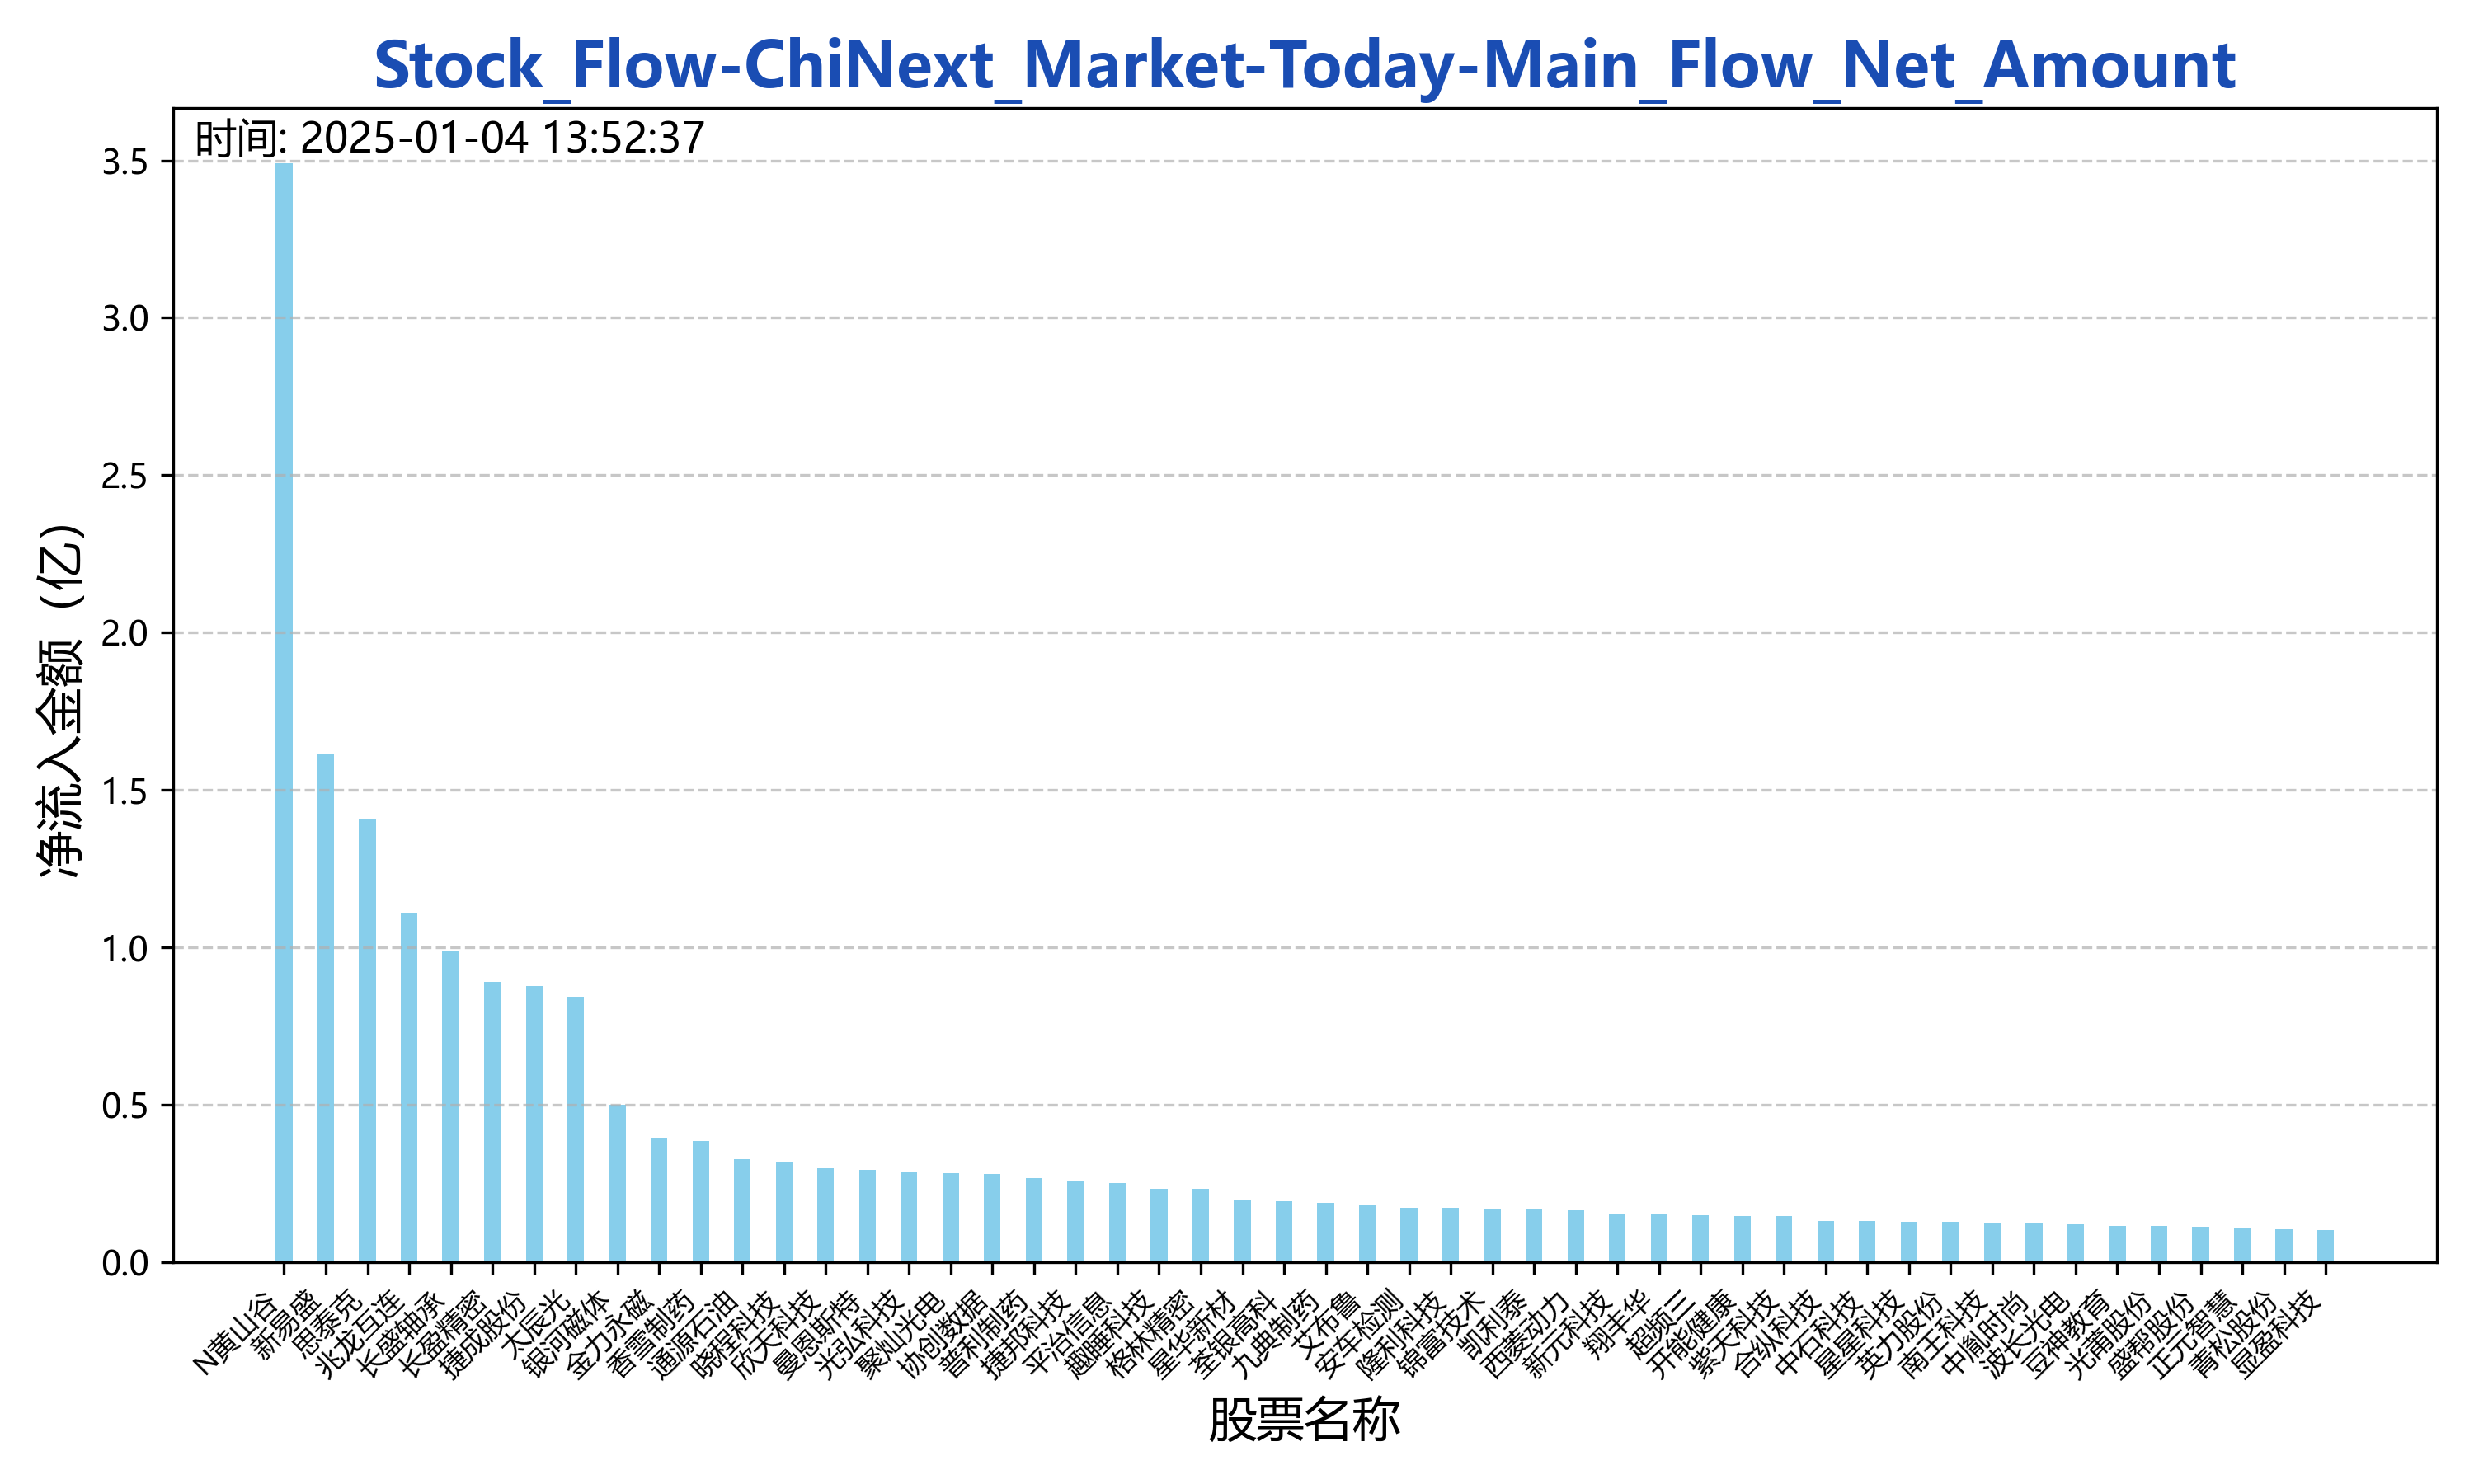 Stock_Flow-ChiNext_Market-Today-Main_Flow_Net_Amount
时间: 2025-01-04 13:52:37
净流入金额 (亿)
3.5
3.0
2.5
2.0
1.5
1.0
0.5
0.0
N黄山谷
新易盛
思泰克
兆龙互连
长盛轴承
长盈精密
捷成股份
太辰光
银河磁体
金力永磁
香雪制药
通源石油
晓程科技
欣天科技
曼恩斯特
光弘科技
聚灿光电
协创数据
普利制药
捷邦科技
平治信息
趣睡科技
格林精密
星华新材
荃银高科
九典制药
艾布鲁
安车检测
隆利科技
锦富技术
凯利泰
西菱动力
新元科技
翔丰华
超频三
开能健康
紫天科技
合纵科技
中石科技
星星科技
英力股份
南王科技
中胤时尚
波长光电
豆神教育
光莆股份
盛帮股份
正元智慧
青松股份
显盈科技
股票名称